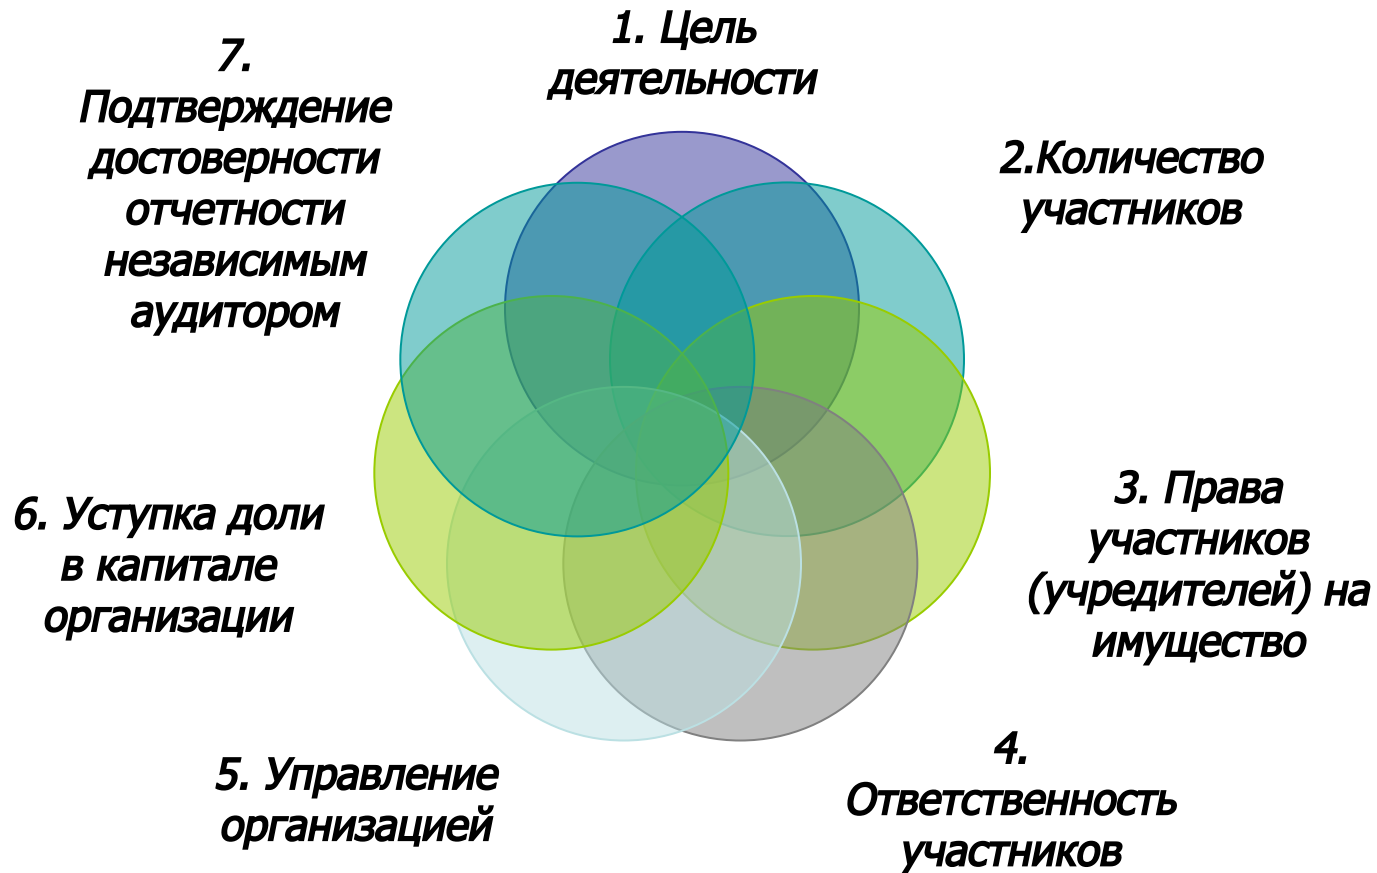 1. Цель
деятельности
2.Количество
участников
3. Права
участников
(учредителей) на
имущество
4.
Ответственность
участников
5. Управление
организацией
6. Уступка доли
в капитале
организации
7.
Подтверждение
достоверности
отчетности
независимым
аудитором